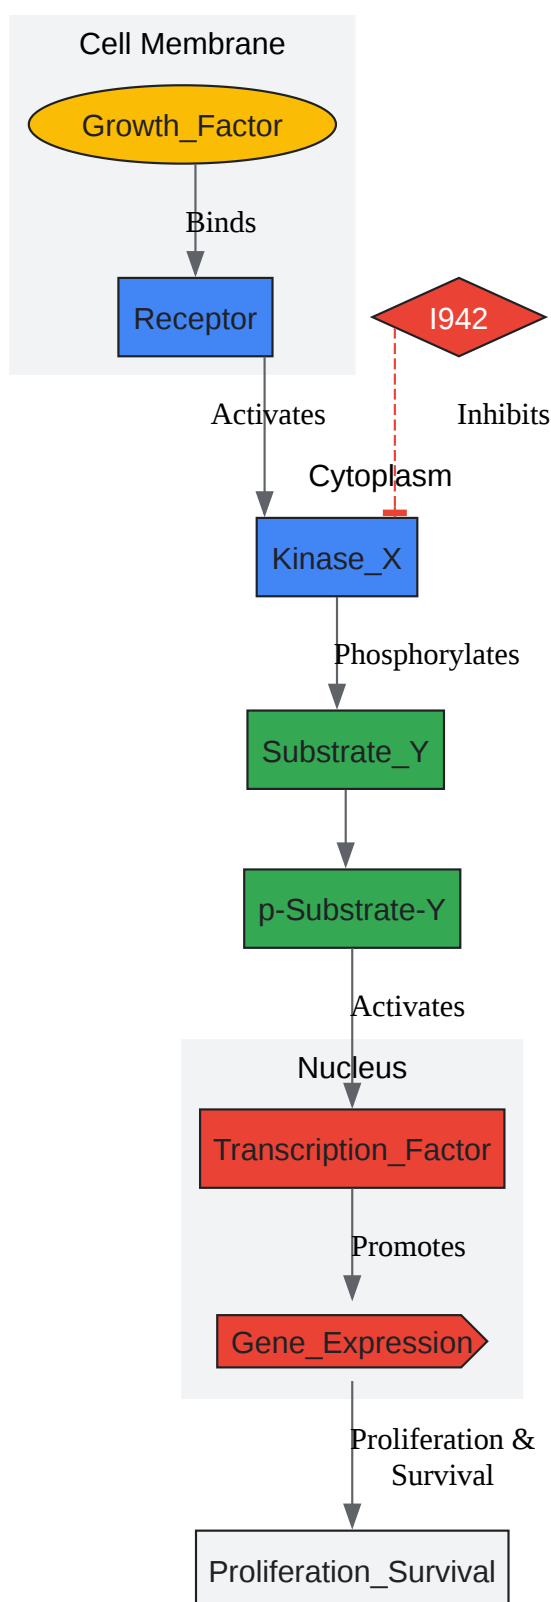 Cell Membrane
Growth_Factor
Binds
Receptor
I942
Activates
Inhibits
Cytoplasm
Kinase_X
Phosphorylates
Substrate_Y
p-Substrate-Y
Activates
Nucleus
Transcription_Factor
Promotes
Gene_Expression
Proliferation &
Survival
Proliferation_Survival